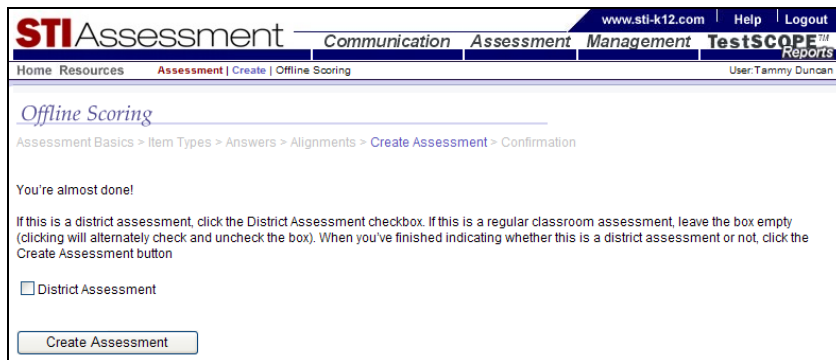 www.sti-k12.com | Help | Logout
STIAssessment
Communication Assessment Management TestSCOPE™ Reports
Home Resources Assessment | Create | Offline Scoring User:Tammy Duncan
Offline Scoring
Assessment Basics > Item Types > Answers > Alignments > Create Assessment > Confirmation
You're almost done!
If this is a district assessment, click the District Assessment checkbox. If this is a regular classroom assessment, leave the box empty
(clicking will alternately check and uncheck the box). When you've finished indicating whether this is a district assessment or not, click the
Create Assessment button
District Assessment
Create Assessment